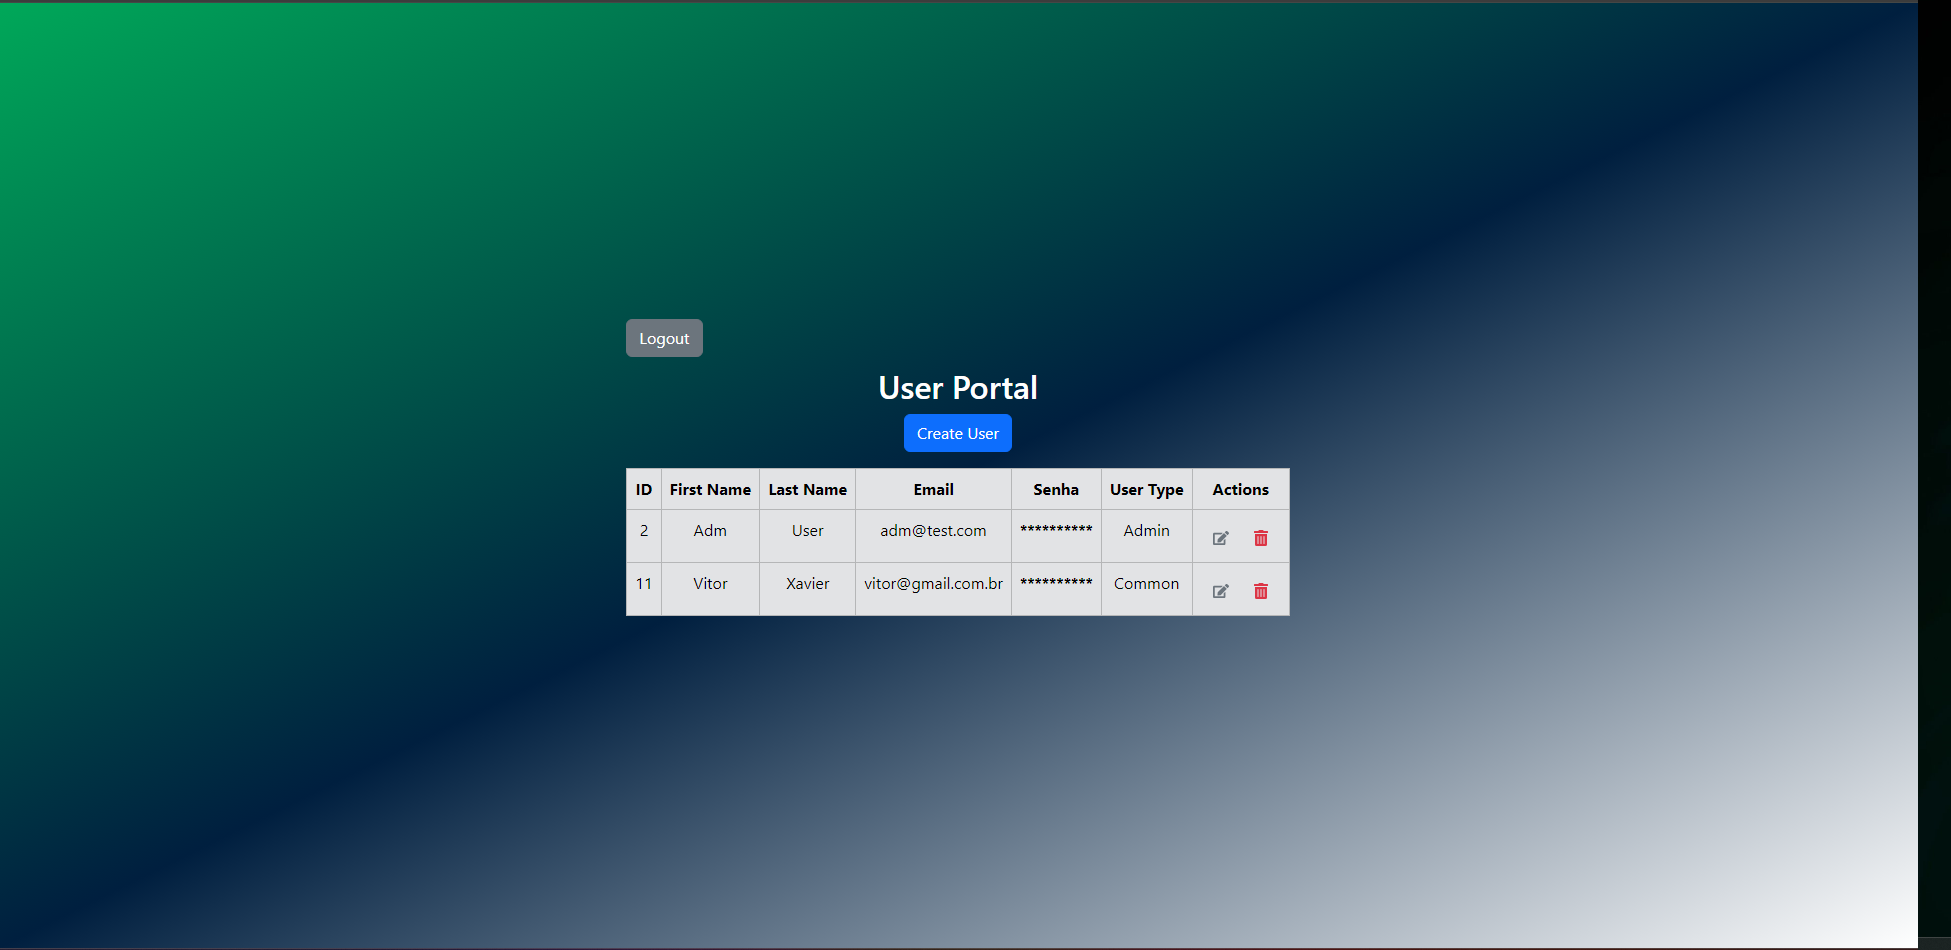 Logout
User Portal
Create User
ID First Name Last Name Email Senha User Type Actions
2 Adm User adm@test.com ********** Admin
11 Vitor Xavier vitor@gmail.com.br ********** Common